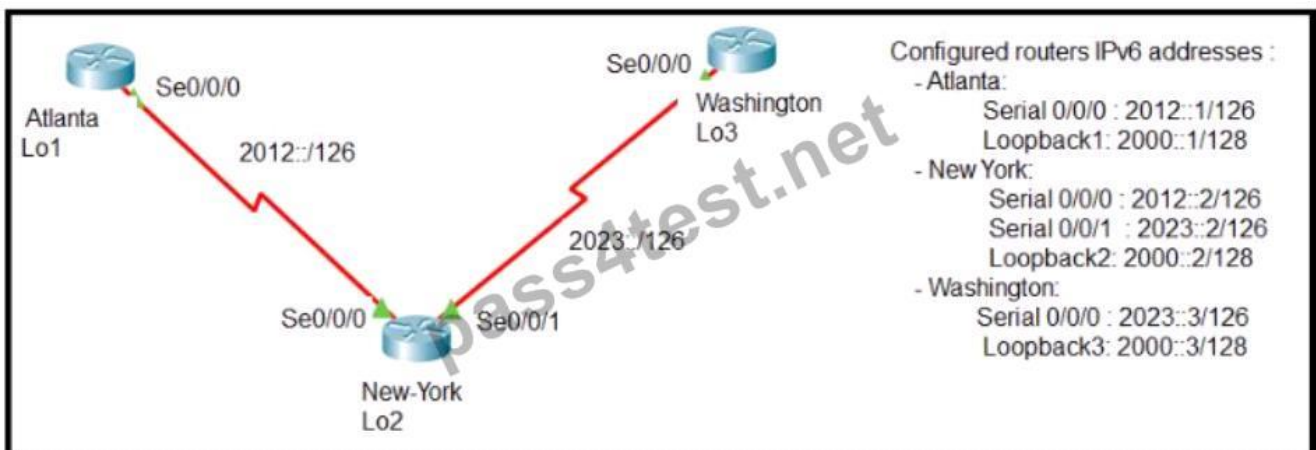 Se0/0/0
Atlanta
Lo1
2012::/126
Se0/0/0
Washington
Lo3
2023::/126
Se0/0/0
Se0/0/1
New-York
Lo2
pass4test.net
Configured routers IPv6 addresses :
- Atlanta:
Serial 0/0/0 : 2012::1/126
Loopback1: 2000::1/128
- New York:
Serial 0/0/0 : 2012::2/126
Serial 0/0/1 : 2023::2/126
Loopback2: 2000::2/128
- Washington:
Serial 0/0/0 : 2023::3/126
Loopback3: 2000::3/128